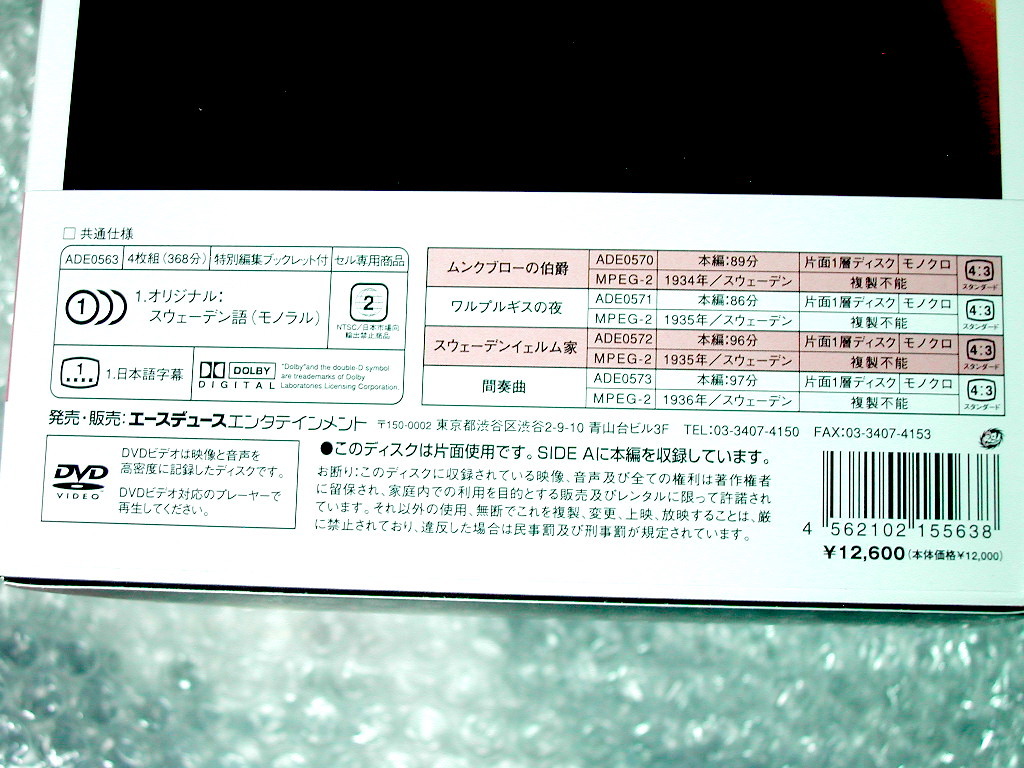 □ 共通仕様
ADE0563 4枚組(368分) 特別編集ブックレット付 セル専用商品
1 1.オリジナル:
スウェーデン語(モノラル)
2
NTSC/日本市場向
輸出禁止商品
1 1.日本語字幕
DOLBY
DIGITAL
"Dolby"and the double-D symbol
are trademarks of Dolby
Laboratories Licensing Corporation.
ムンクブローの伯爵 ADE0570 本編:89分 片面1層ディスク モノクロ 4:3
MPEG-2 1934年/スウェーデン 複製不能 スタンダード
ワルプルギスの夜 ADE0571 本編:86分 片面1層ディスク モノクロ 4:3
MPEG-2 1935年/スウェーデン 複製不能 スタンダード
スウェーデンイェルム家 ADE0572 本編:96分 片面1層ディスク モノクロ 4:3
MPEG-2 1935年/スウェーデン 複製不能 スタンダード
間奏曲 ADE0573 本編:97分 片面1層ディスク モノクロ 4:3
MPEG-2 1936年/スウェーデン 複製不能 スタンダード
発売・販売:エースデュースエンタテインメント 〒150-0002 東京都渋谷区渋谷2-9-10 青山台ビル3F TEL:03-3407-4150 FAX:03-3407-4153
DVD
VIDEO
DVDビデオは映像と音声を
高密度に記録したディスクです。
DVDビデオ対応のプレーヤーで
再生してください。
●このディスクは片面使用です。SIDE Aに本編を収録しています。
お断り:このディスクに収録されている映像、音声及び全ての権利は著作権者
に留保され、家庭内での利用を目的とする販売及びレンタルに限って許諾され
ています。それ以外の使用、無断でこれを複製、変更、上映、放映することは、厳
に禁止されており、違反した場合は民事罰及び刑事罰が規定されています。
4 562102 155638
¥12,600(本体価格¥12,000)